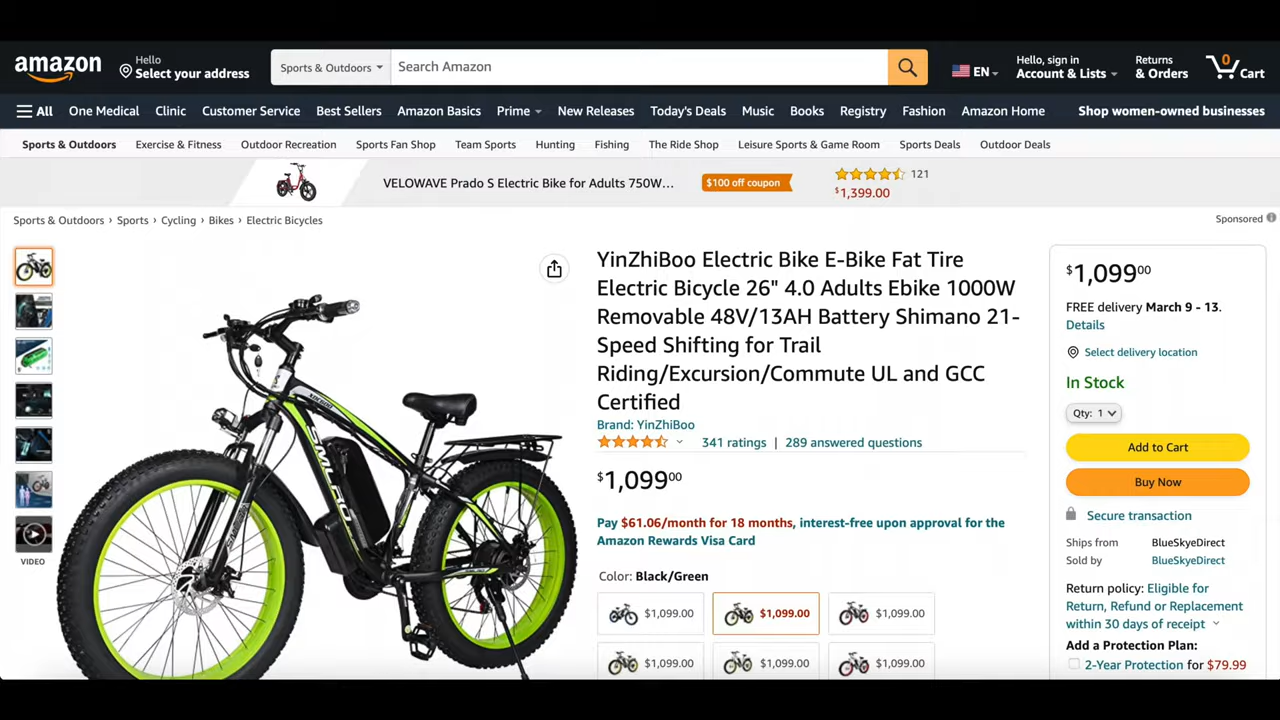 amazon
Hello
Select your address
Sports & Outdoors
Search Amazon
EN
Hello, sign in
Account & Lists
Returns
& Orders
0
Cart
All
One Medical
Clinic
Customer Service
Best Sellers
Amazon Basics
Prime
New Releases
Today's Deals
Music
Books
Registry
Fashion
Amazon Home
Shop women-owned businesses
Sports & Outdoors
Exercise & Fitness
Outdoor Recreation
Sports Fan Shop
Team Sports
Hunting
Fishing
The Ride Shop
Leisure Sports & Game Room
Sports Deals
Outdoor Deals
VELOWAVE Prado S Electric Bike for Adults 750W...
$100 off coupon
121
$1,399.00
Sports & Outdoors › Sports › Cycling › Bikes › Electric Bicycles
Sponsored
VIDEO
SMLRO
YinZhiBoo Electric Bike E-Bike Fat Tire
Electric Bicycle 26" 4.0 Adults Ebike 1000W
Removable 48V/13AH Battery Shimano 21-
Speed Shifting for Trail
Riding/Excursion/Commute UL and GCC
Certified
Brand: YinZhiBoo
341 ratings | 289 answered questions
$1,099.00
Pay $61.06/month for 18 months, interest-free upon approval for the
Amazon Rewards Visa Card
Color: Black/Green
$1,099.00
$1,099.00
$1,099.00
$1,099.00
$1,099.00
$1,099.00
$1,099.00
FREE delivery March 9 - 13.
Details
Select delivery location
In Stock
Qty: 1
Add to Cart
Buy Now
Secure transaction
Ships from BlueSkyeDirect
Sold by BlueSkyeDirect
Return policy: Eligible for
Return, Refund or Replacement
within 30 days of receipt
Add a Protection Plan:
2-Year Protection for $79.99